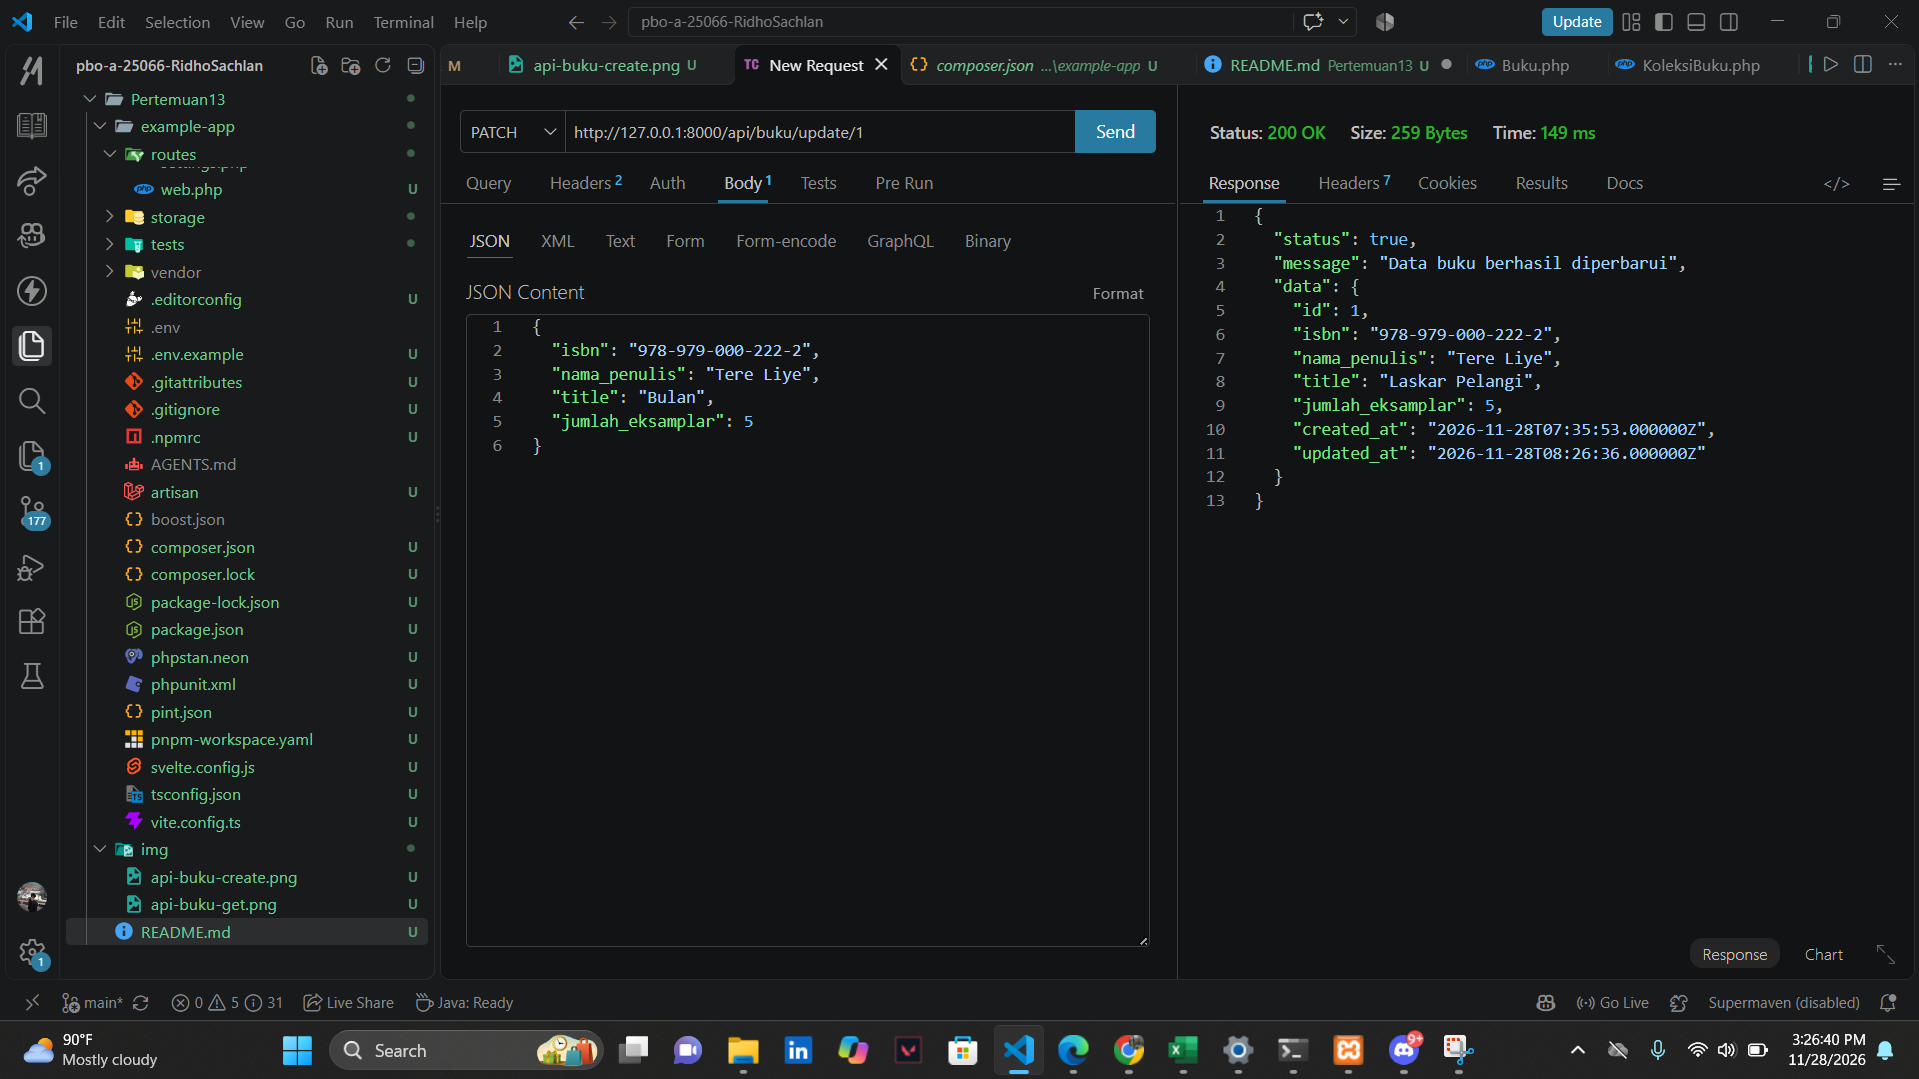 File Edit Selection View Go Run Terminal Help
pbo-a-25066-RidhoSachlan
Update
pbo-a-25066-RidhoSachlan
Pertemuan13
example-app
routes
web.php U
storage
tests
vendor
.editorconfig U
.env
.env.example U
.gitattributes U
.gitignore U
.npmrc U
AGENTS.md
artisan U
boost.json
composer.json U
composer.lock U
package-lock.json U
package.json U
phpstan.neon U
phpunit.xml U
pint.json U
pnpm-workspace.yaml U
svelte.config.js U
tsconfig.json U
vite.config.ts U
img
api-buku-create.png U
api-buku-get.png U
README.md U
1
177
1
M
api-buku-create.png U
TC New Request
composer.json ...\example-app U
README.md Pertemuan13 U
Buku.php
KoleksiBuku.php
PATCH
http://127.0.0.1:8000/api/buku/update/1
Send
Query Headers 2 Auth Body 1 Tests Pre Run
JSON XML Text Form Form-encode GraphQL Binary
JSON Content
Format
1 {
2 "isbn": "978-979-000-222-2",
3 "nama_penulis": "Tere Liye",
4 "title": "Bulan",
5 "jumlah_eksamplar": 5
6 }
Status: 200 OK Size: 259 Bytes Time: 149 ms
Response Headers 7 Cookies Results Docs
1 {
2 "status": true,
3 "message": "Data buku berhasil diperbarui",
4 "data": {
5 "id": 1,
6 "isbn": "978-979-000-222-2",
7 "nama_penulis": "Tere Liye",
8 "title": "Laskar Pelangi",
9 "jumlah_eksamplar": 5,
10 "created_at": "2026-11-28T07:35:53.000000Z",
11 "updated_at": "2026-11-28T08:26:36.000000Z"
12 }
13 }
Response Chart
main* 0 5 31 Live Share Java: Ready
Go Live Supermaven (disabled)
90°F
Mostly cloudy
Search
9+
3:26:40 PM
11/28/2026